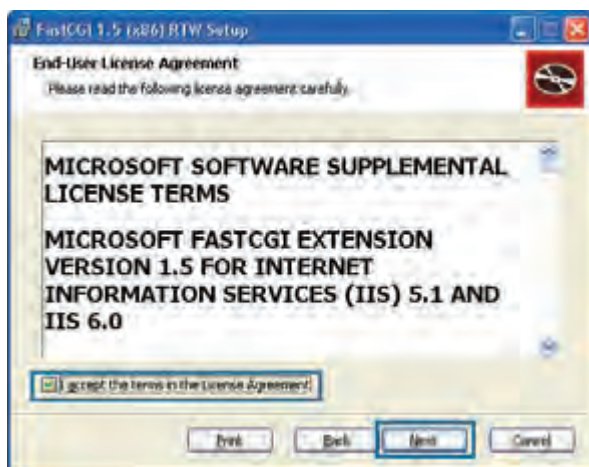 FastCGI 1.5 (x86) RTW Setup
End-User License Agreement
Please read the following license agreement carefully.
MICROSOFT SOFTWARE SUPPLEMENTAL
LICENSE TERMS
MICROSOFT FASTCGI EXTENSION
VERSION 1.5 FOR INTERNET
INFORMATION SERVICES (IIS) 5.1 AND
IIS 6.0
I accept the terms in the License Agreement
Print Back Next Cancel